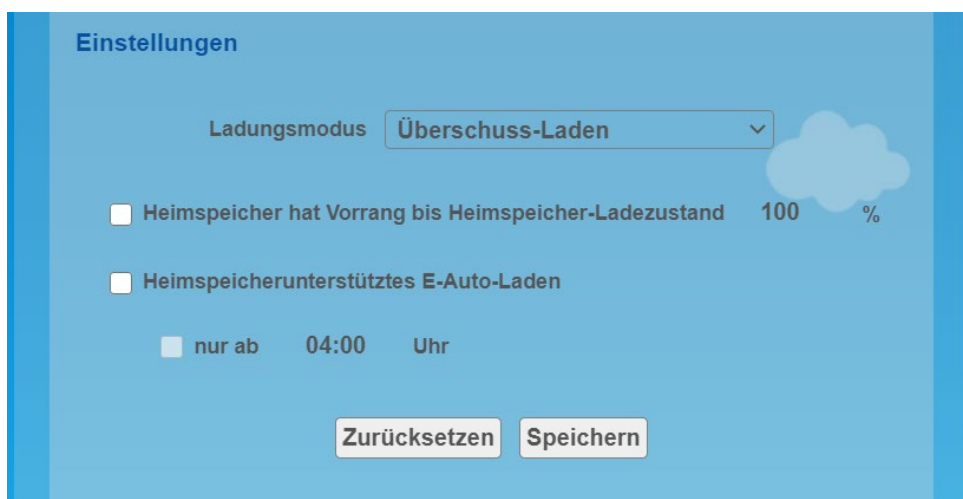 Einstellungen
Ladungsmodus Überschuss-Laden
Heimspeicher hat Vorrang bis Heimspeicher-Ladezustand 100 %
Heimspeicherunterstütztes E-Auto-Laden
nur ab 04:00 Uhr
Zurücksetzen Speichern